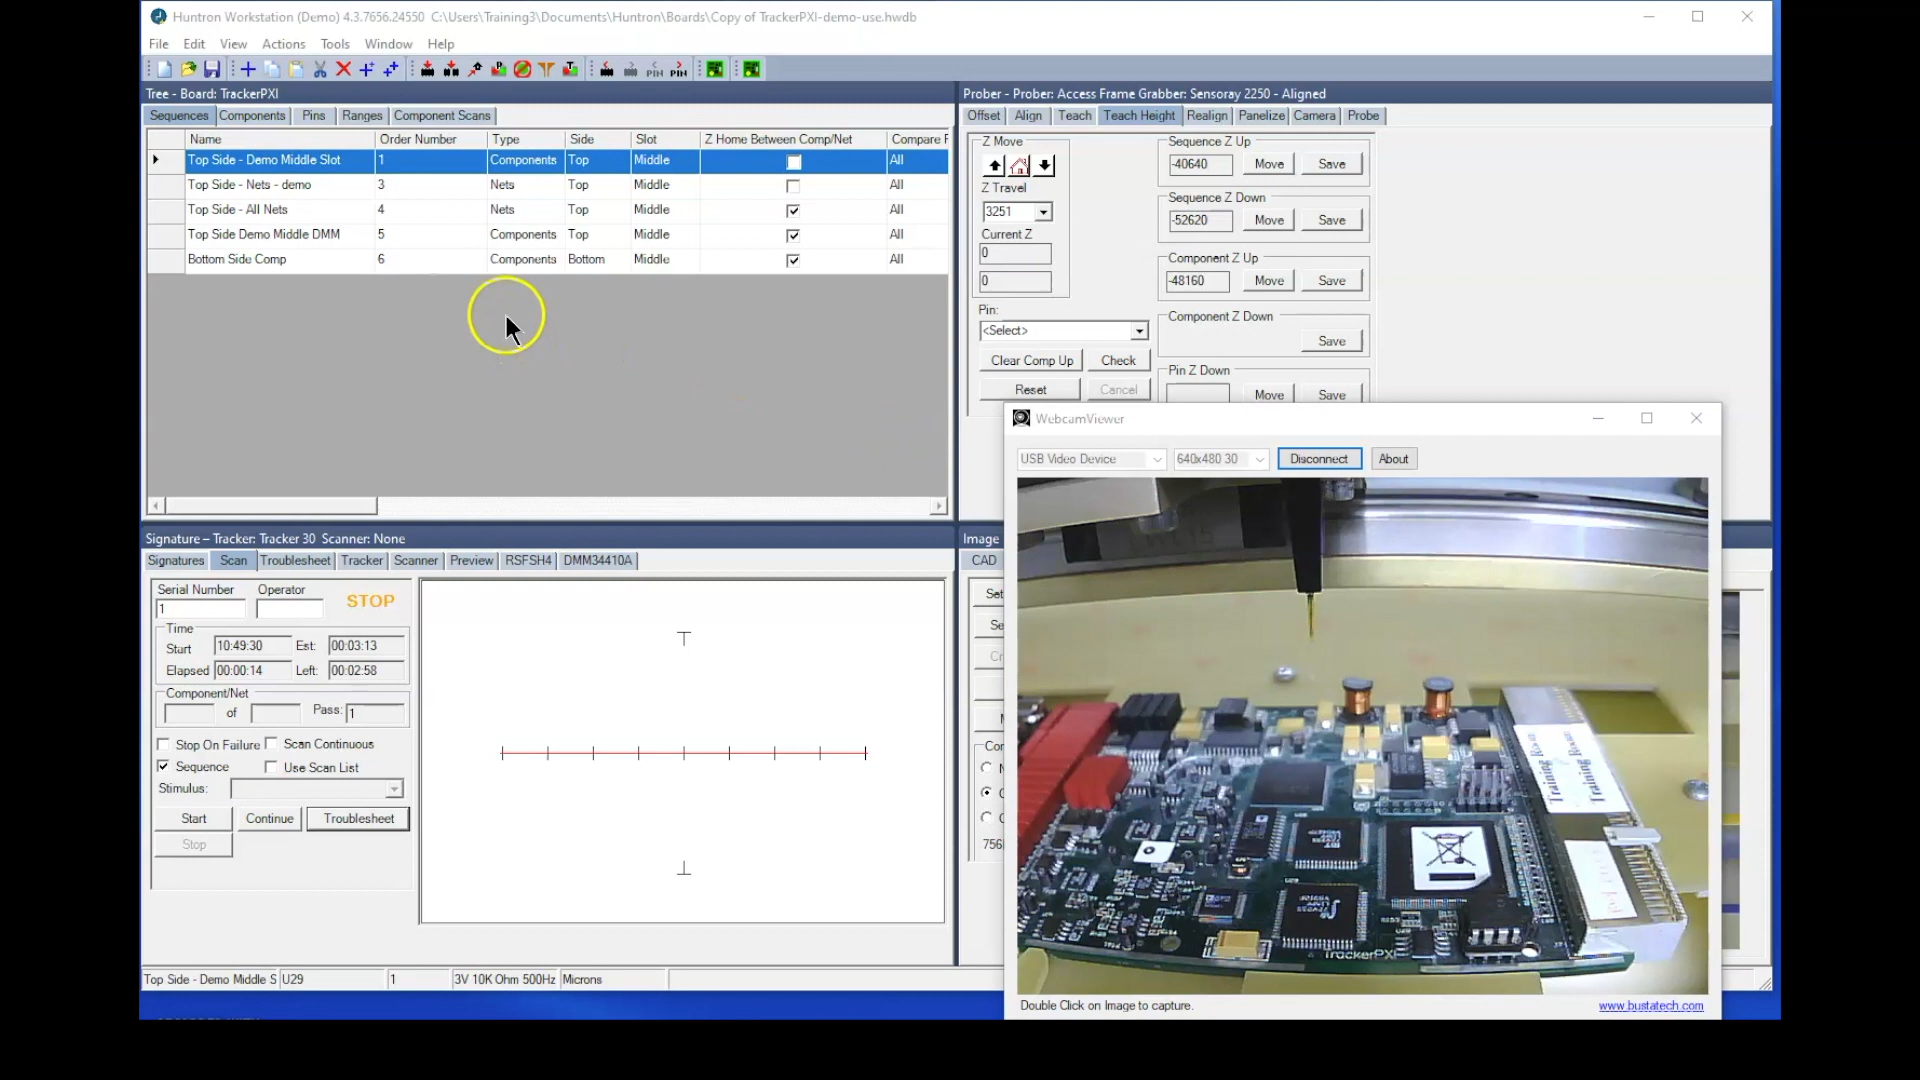 Huntron Workstation (Demo) 4.3.7656.24550 C:\Users\Training3\Documents\Huntron\Boards\Copy of TrackerPXI-demo-use.hwdb
File Edit View Actions Tools Window Help
Tree - Board: TrackerPXI
Sequences Components Pins Ranges Component Scans
Name Order Number Type Side Slot Z Home Between Comp/Net Compare F
Top Side - Demo Middle Slot 1 Components Top Middle All
Top Side - Nets - demo 3 Nets Top Middle All
Top Side - All Nets 4 Nets Top Middle All
Top Side Demo Middle DMM 5 Components Top Middle All
Bottom Side Comp 6 Components Bottom Middle All
Prober - Prober: Access Frame Grabber: Sensoray 2250 - Aligned
Offset Align Teach Teach Height Realign Panelize Camera Probe
Z Move
Z Travel
3251
Current Z
0
0
Pin:
<Select>
Clear Comp Up Check
Reset Cancel
Sequence Z Up
-40640 Move Save
Sequence Z Down
-52620 Move Save
Component Z Up
-48160 Move Save
Component Z Down
Save
Pin Z Down
Move Save
Signature – Tracker: Tracker 30 Scanner: None
Signatures Scan Troubleshoot Tracker Scanner Preview RSFSH4 DMM34410A
Serial Number Operator
1 STOP
Time
Start 10:49:30 Est: 00:03:13
Elapsed 00:00:14 Left: 00:02:58
Component/Net
of Pass: 1
Stop On Failure Scan Continuous
Sequence Use Scan List
Stimulus:
Start Continue Troubleshoot
Stop
Image
CAD
Set
Se
Cr
Cor
756
WebcamViewer
USB Video Device 640x480 30 Disconnect About
Training Room
TrackerPXI
Double Click on Image to capture. www.bustatech.com
Top Side - Demo Middle S U29 1 3V 10K Ohm 500Hz Microns